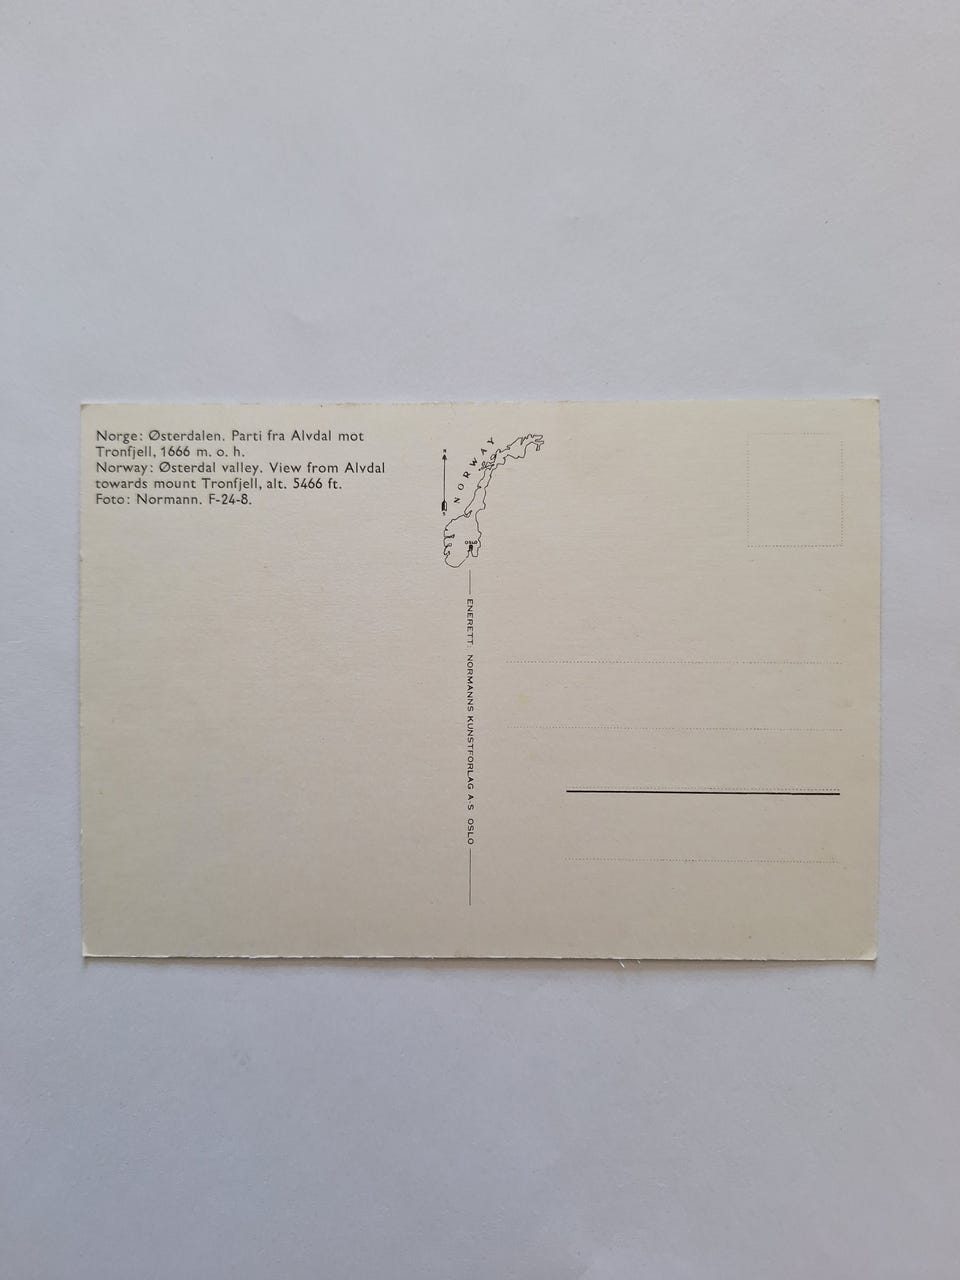 Norge: Østerdalen. Parti fra Alvdal mot
Tronfjell, 1666 m. o. h.
Norway: Østerdal valley. View from Alvdal
towards mount Tronfjell, alt. 5466 ft.
Foto: Normann. F-24-8.
N
S
NORWAY
OSLO
ENERETT: NORMANNS KUNSTFORLAG A-S OSLO